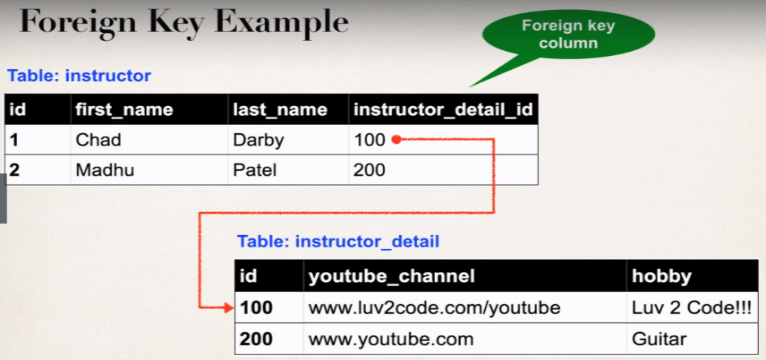 Foreign Key Example
Foreign key
column
Table: instructor
id first_name last_name instructor_detail_id
1 Chad Darby 100
2 Madhu Patel 200
Table: instructor_detail
id youtube_channel hobby
100 www.luv2code.com/youtube Luv 2 Code!!!
200 www.youtube.com Guitar